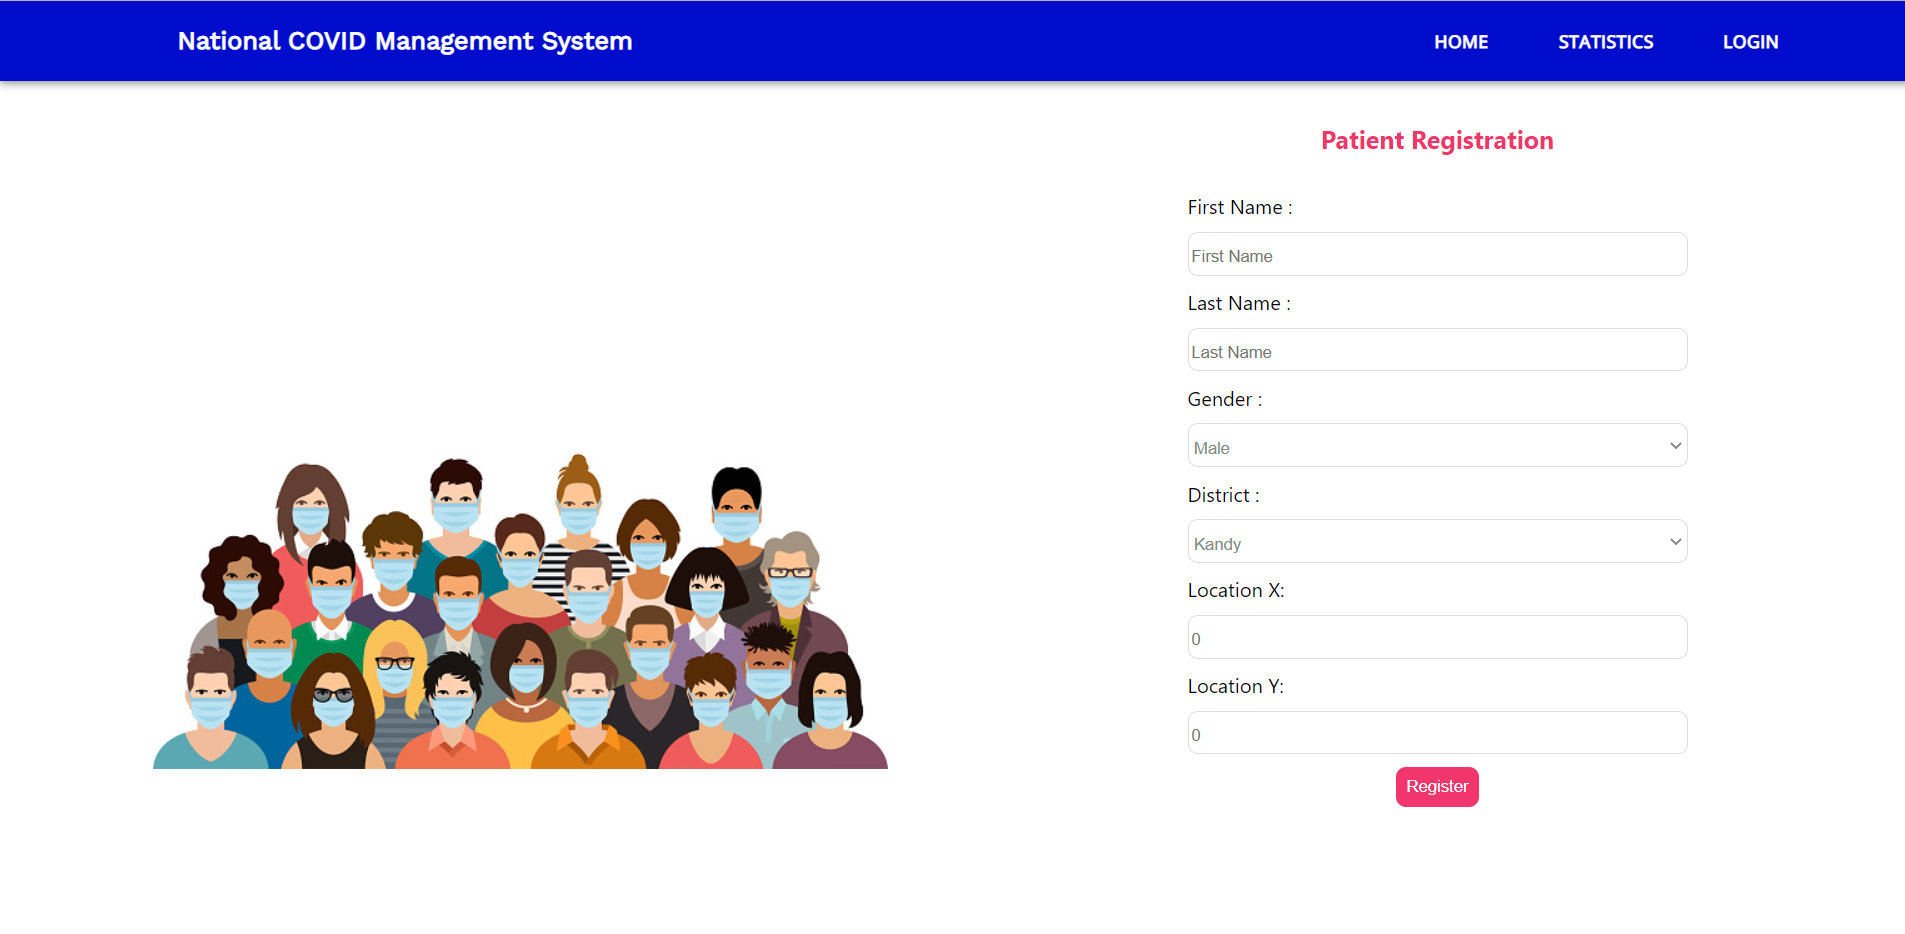 National COVID Management System
HOME STATISTICS LOGIN
Patient Registration
First Name :
First Name
Last Name :
Last Name
Gender :
Male
District :
Kandy
Location X:
0
Location Y:
0
Register